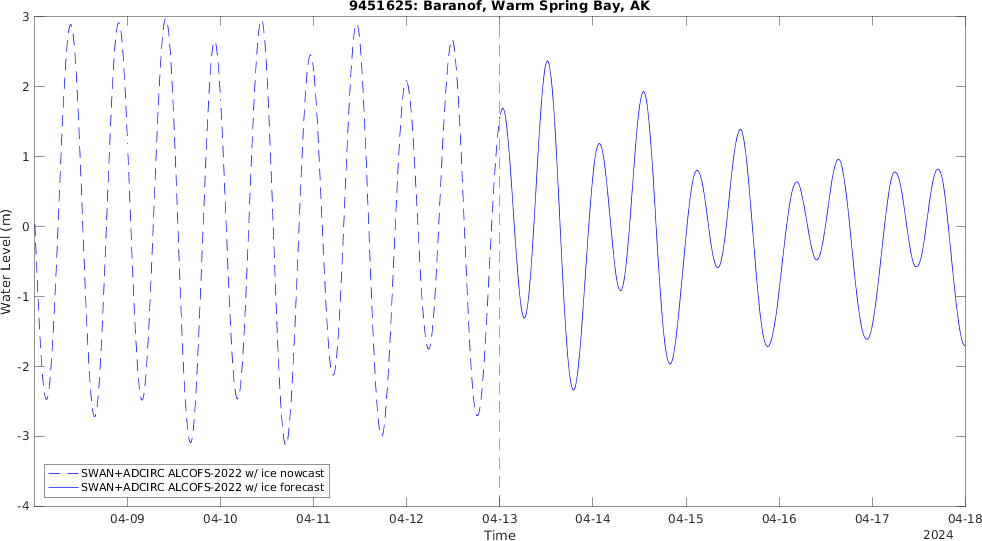 9451625: Baranof, Warm Spring Bay, AK
3
2
1
0
-1
-2
-3
-4
Water Level (m)
SWAN+ADCIRC ALCOFS-2022 w/ ice nowcast
SWAN+ADCIRC ALCOFS-2022 w/ ice forecast
04-09 04-10 04-11 04-12 04-13 04-14 04-15 04-16 04-17 04-18
Time
2024